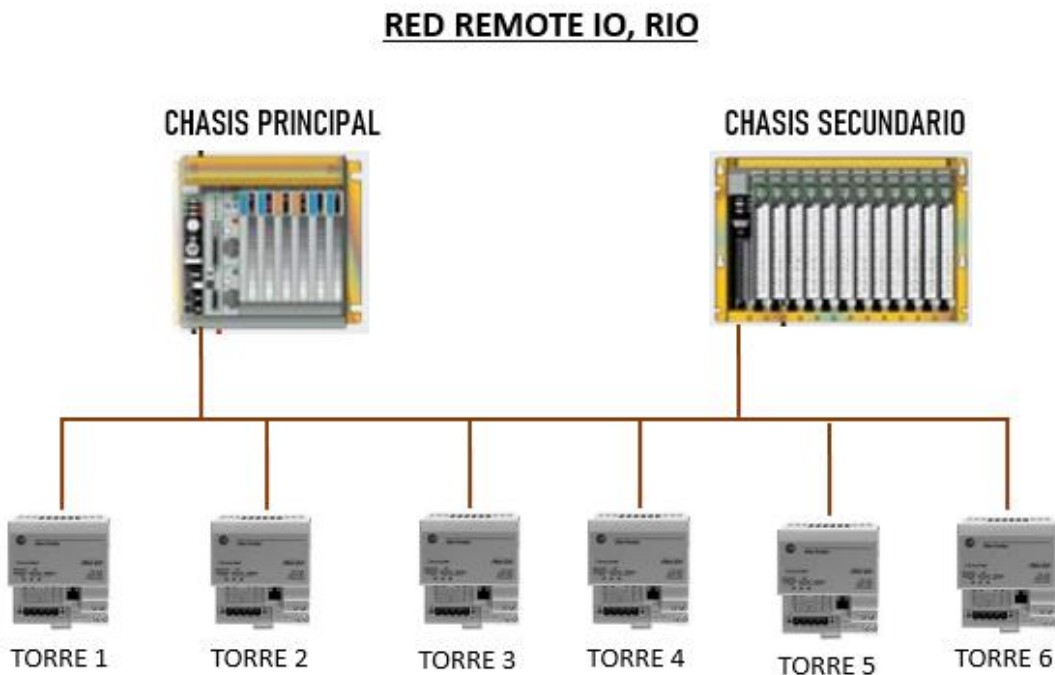 RED REMOTE IO, RIO
CHASIS PRINCIPAL
CHASIS SECUNDARIO
TORRE 1
TORRE 2
TORRE 3
TORRE 4
TORRE 5
TORRE 6